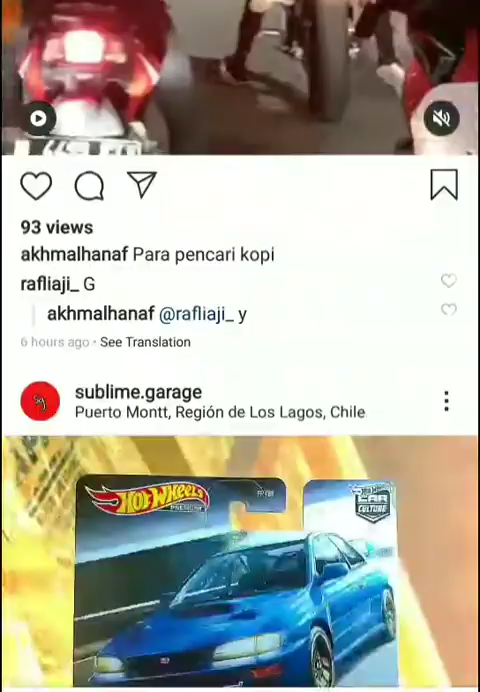 93 views
akhmalhanaf Para pencari kopi
rafliaji_ G
akhmalhanaf @rafliaji_ y
6 hours ago · See Translation
sublime.garage
Puerto Montt, Región de Los Lagos, Chile
HOT WHEELS
PREMIUM
CAR
CULTURE